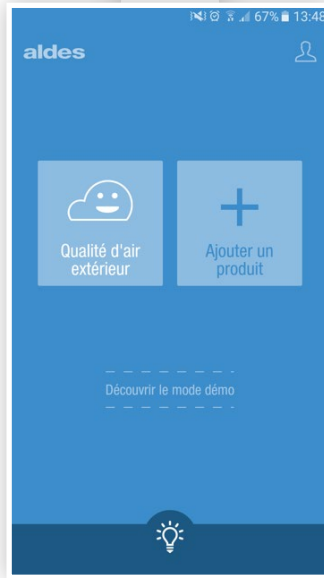 67% 13:48
aldes
Qualité d'air
extérieur
Ajouter un
produit
Découvrir le mode démo